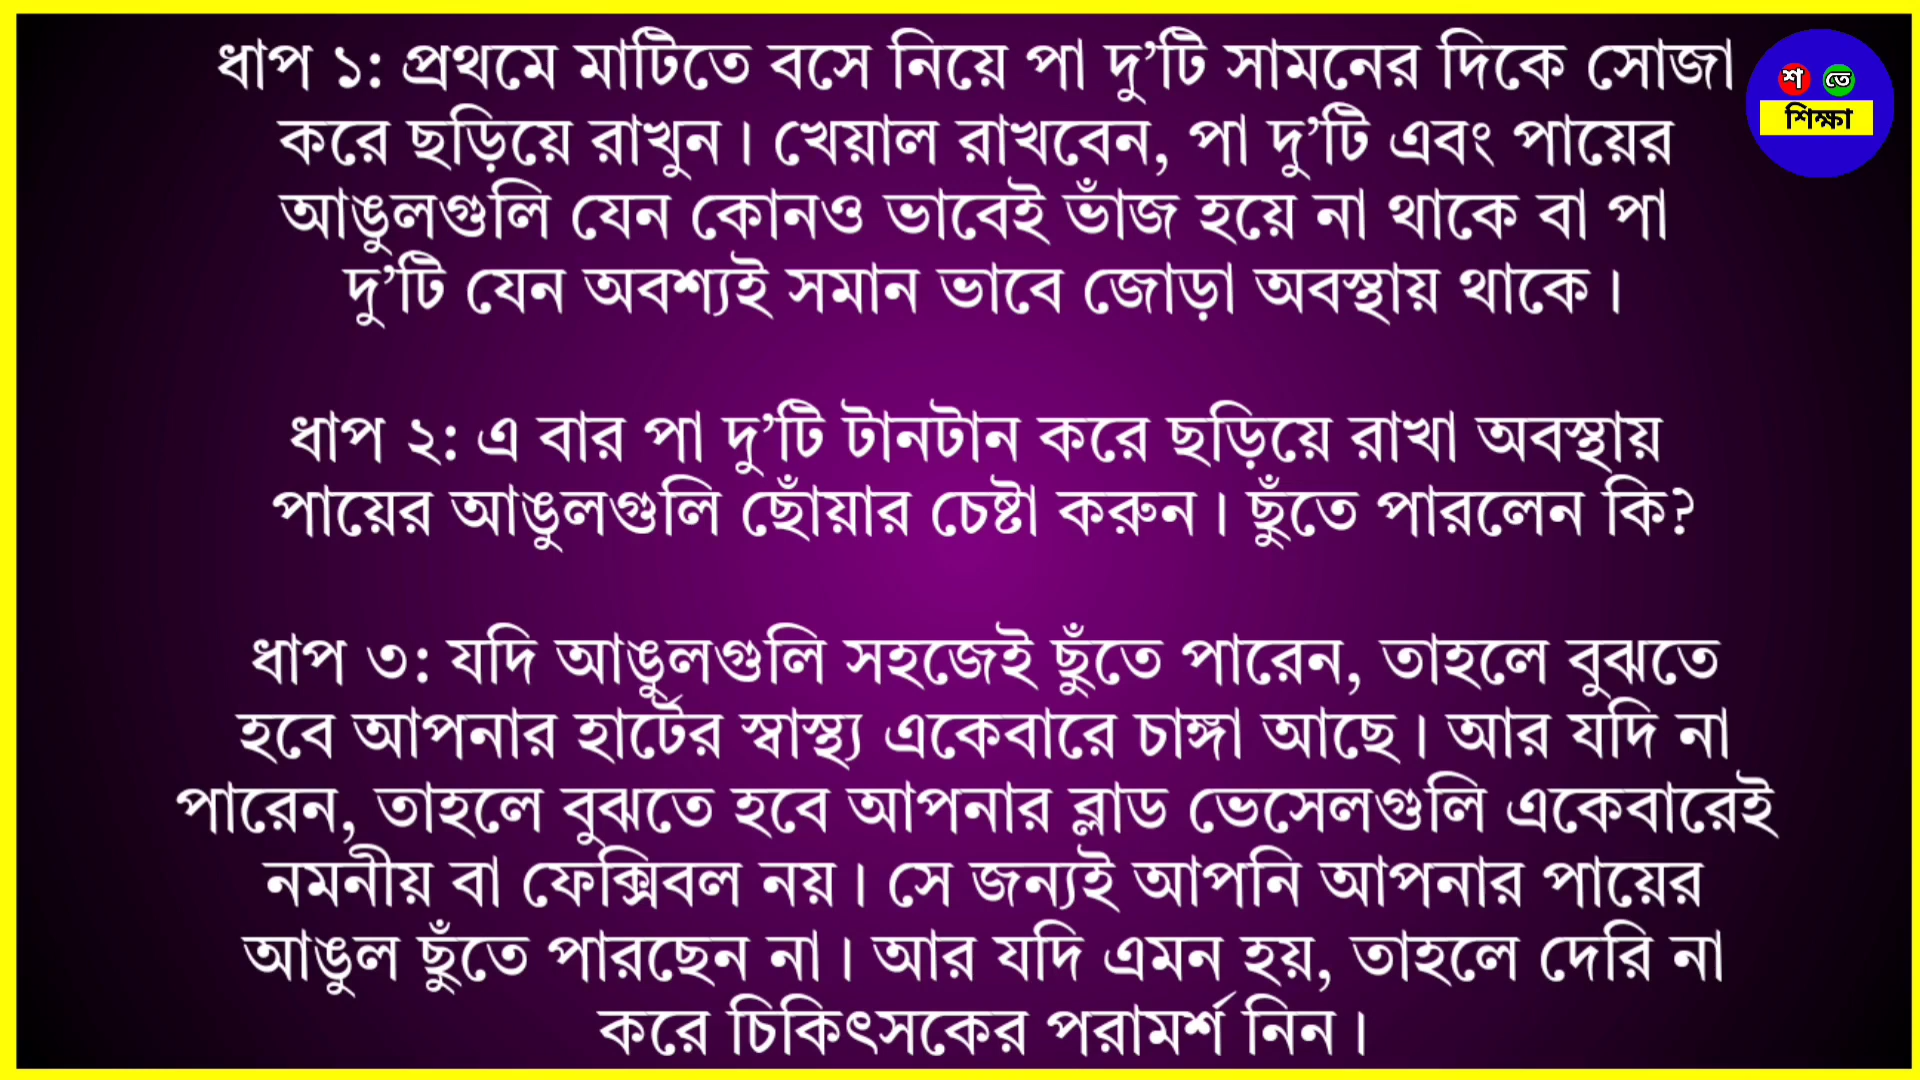 ধাপ ১: প্রথমে মাটিতে বসে নিয়ে পা দু’টি সামনের দিকে সোজা
করে ছড়িয়ে রাখুন। খেয়াল রাখবেন, পা দু’টি এবং পায়ের
আঙুলগুলি যেন কোনও ভাবেই ভাঁজ হয়ে না থাকে বা পা
দু’টি যেন অবশ্যই সমান ভাবে জোড়া অবস্থায় থাকে।
শ তে
শিক্ষা
ধাপ ২: এ বার পা দু’টি টানটান করে ছড়িয়ে রাখা অবস্থায়
পায়ের আঙুলগুলি ছোঁয়ার চেষ্টা করুন। ছুঁতে পারলেন কি?
ধাপ ৩: যদি আঙুলগুলি সহজেই ছুঁতে পারেন, তাহলে বুঝতে
হবে আপনার হার্টের স্বাস্থ্য একেবারে চাঙ্গা আছে। আর যদি না
পারেন, তাহলে বুঝতে হবে আপনার ব্লাড ভেসেলগুলি একেবারেই
নমনীয় বা ফেক্সিবল নয়। সে জন্যই আপনি আপনার পায়ের
আঙুল ছুঁতে পারছেন না। আর যদি এমন হয়, তাহলে দেরি না
করে চিকিৎসকের পরামর্শ নিন।